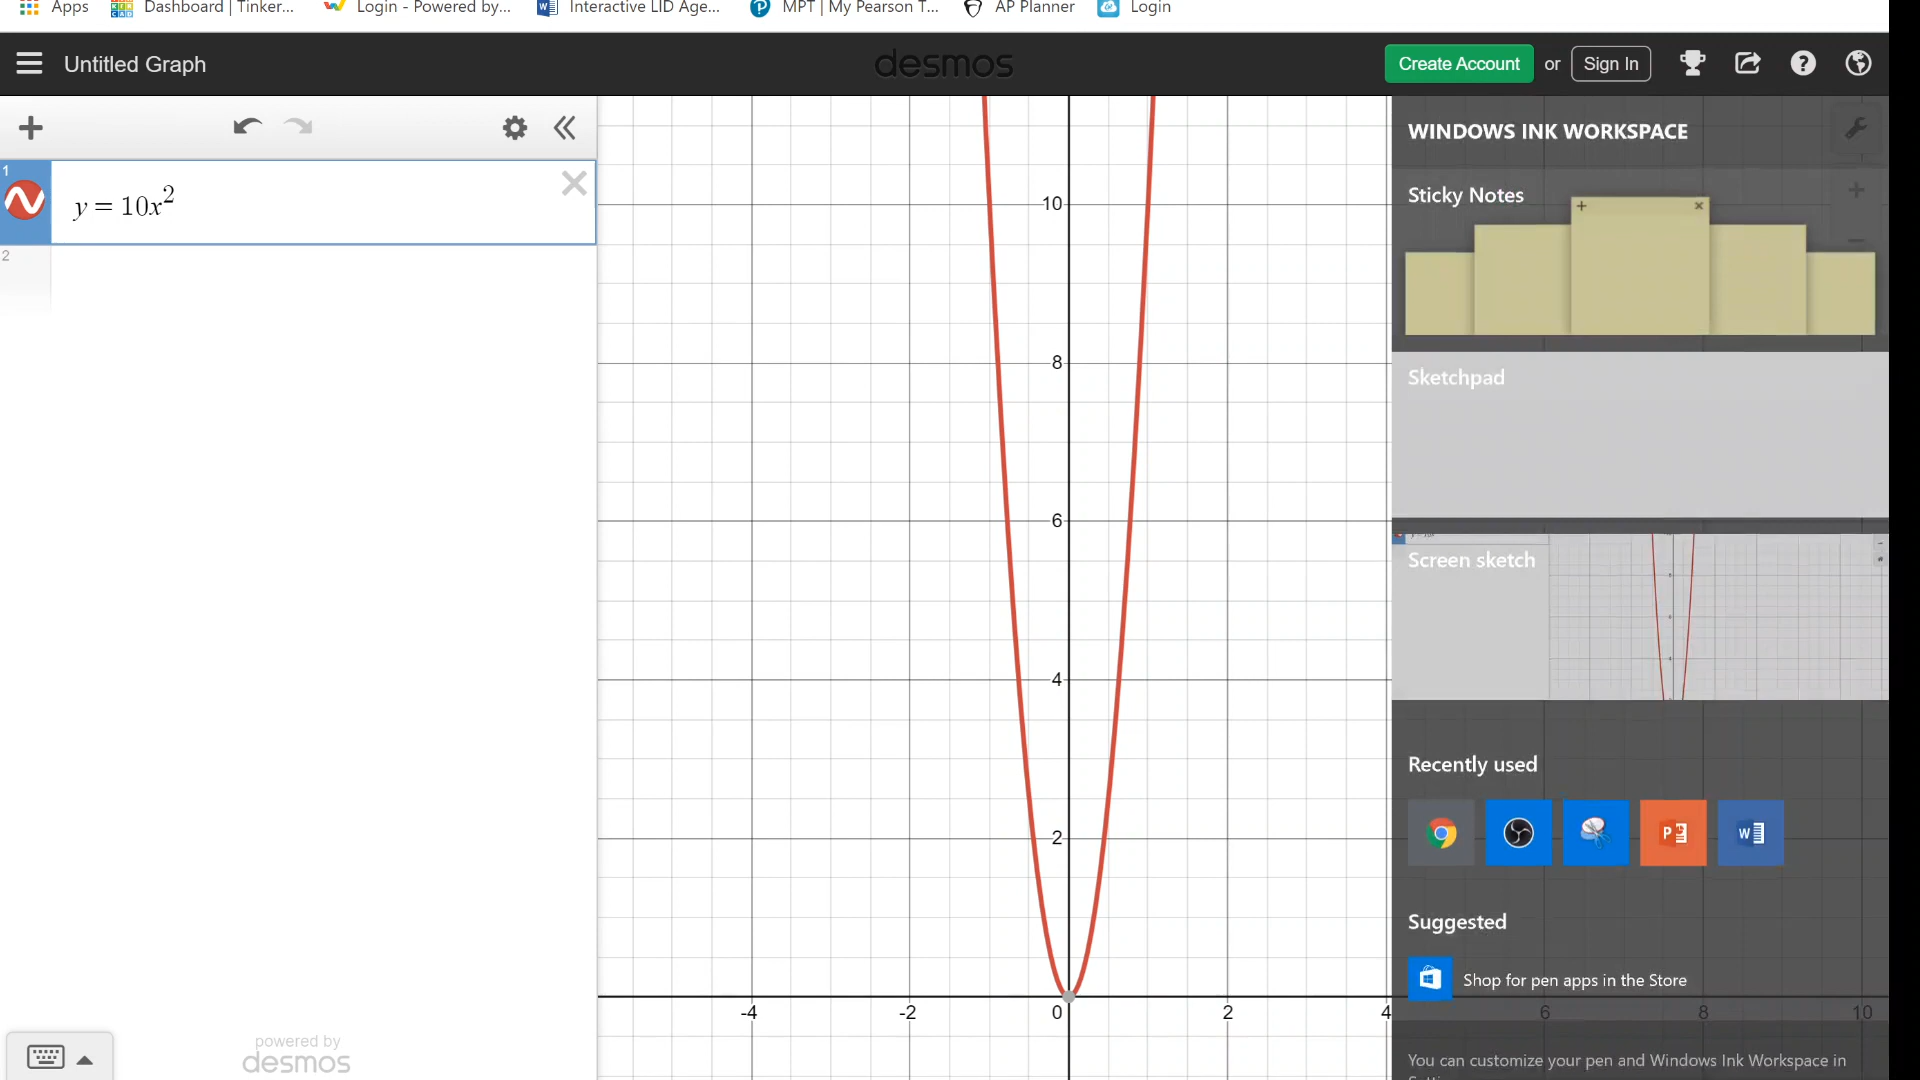 Apps Dashboard | Tinker... Login - Powered by... Interactive LID Age... MPT | My Pearson T... AP Planner Login
Untitled Graph desmos Create Account or Sign In
WINDOWS INK WORKSPACE
1
y = 10x²
2
Sticky Notes
Sketchpad
Screen sketch
Recently used
Suggested
Shop for pen apps in the Store
You can customize your pen and Windows Ink Workspace in
10
8
6
4
2
-4 -2 0 2 4 6 8 10
powered by
desmos